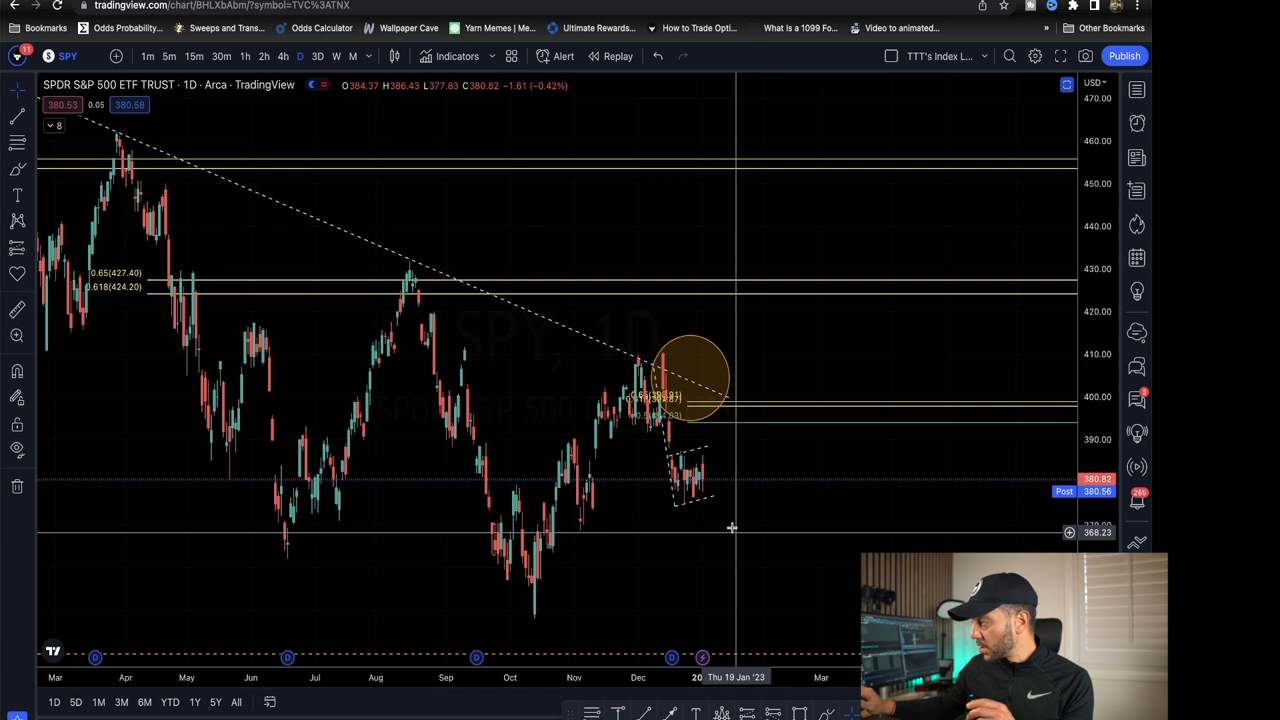 tradingview.com/chart/BHLXbAbm/?symbol=TVC%3ATNX
Bookmarks Odds Probability... Sweeps and Trans... Odds Calculator Wallpaper Cave Yarn Memes | Me... Ultimate Rewards... How to Trade Opti... What Is a 1099 Fo... Video to animated... » Other Bookmarks
11 SPY 1m 5m 15m 30m 1h 2h 4h D 3D W M Indicators Alert Replay TTT's Index L... Publish
SPDR S&P 500 ETF TRUST · 1D · Arca · TradingView O384.37 H386.43 L377.83 C380.82 −1.61 (−0.42%) USD
380.53 0.05 380.58
8
470.00
460.00
450.00
440.00
430.00
420.00
410.00
400.00
390.00
380.82
Post 380.56
368.23
0.65(427.40)
0.618(424.20)
SPY, 1D
3
265
D D D D
Mar Apr May Jun Jul Aug Sep Oct Nov Dec Thu 19 Jan '23 Mar
1D 5D 1M 3M 6M YTD 1Y 5Y All